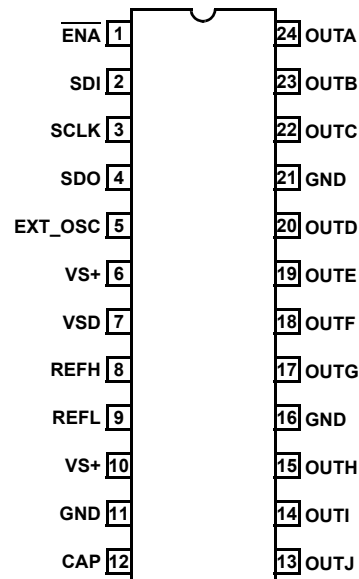 ENA 1 24 OUTA
SDI 2 23 OUTB
SCLK 3 22 OUTC
SDO 4 21 GND
EXT_OSC 5 20 OUTD
VS+ 6 19 OUTE
VSD 7 18 OUTF
REFH 8 17 OUTG
REFL 9 16 GND
VS+ 10 15 OUTH
GND 11 14 OUTI
CAP 12 13 OUTJ